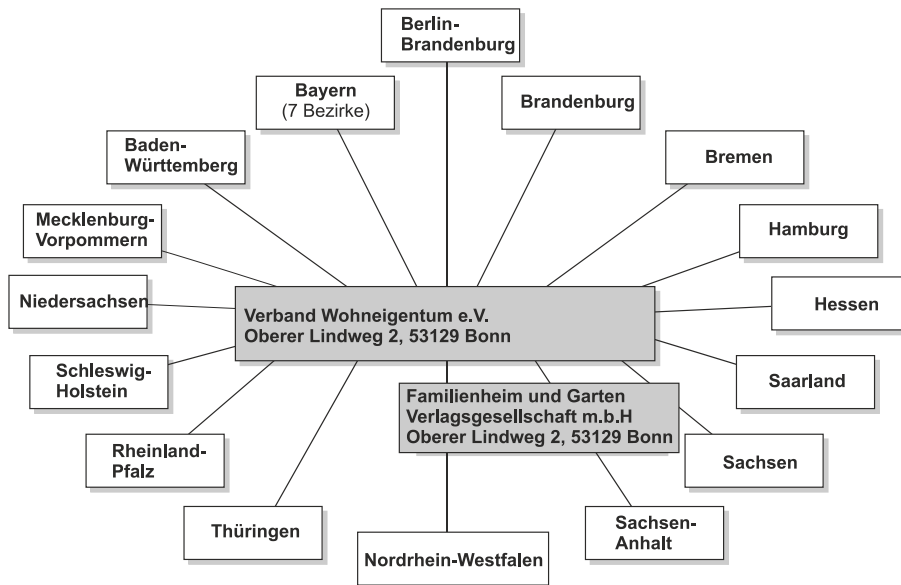 Berlin-
Brandenburg
Bayern
(7 Bezirke)
Brandenburg
Baden-
Württemberg
Bremen
Mecklenburg-
Vorpommern
Hamburg
Niedersachsen
Verband Wohneigentum e.V.
Oberer Lindweg 2, 53129 Bonn
Hessen
Schleswig-
Holstein
Saarland
Familienheim und Garten
Verlagsgesellschaft m.b.H
Oberer Lindweg 2, 53129 Bonn
Rheinland-
Pfalz
Sachsen
Thüringen
Sachsen-
Anhalt
Nordrhein-Westfalen